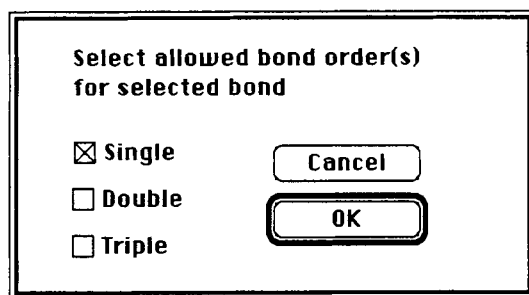 Select allowed bond order(s)
for selected bond
Single
Double
Triple
Cancel
OK